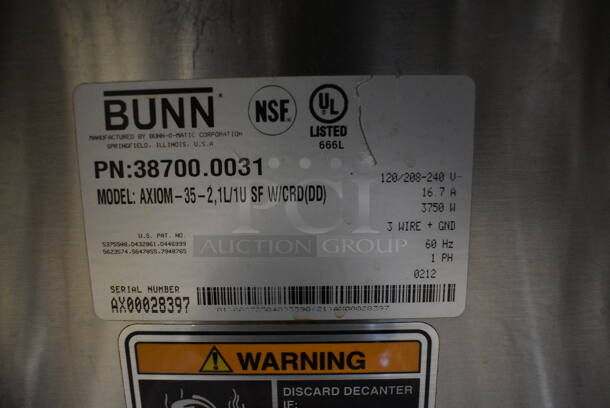 BUNN®
MANUFACTURED BY BUNN-O-MATIC CORPORATION
SPRINGFIELD, ILLINOIS, U.S.A
NSF
UL
LISTED
666L
PN:38700.0031
MODEL: AXIOM-35-2,1L/1U SF W/CRD(DD)
120/208-240 V~
16.7 A
3750 W
3 WIRE + GND
60 Hz
1 PH
0212
PCI
AUCTION GROUP
U.S. PAT. NO.
SERIAL NUMBER
AX00028397
WARNING
DISCARD DECANTER
IF: